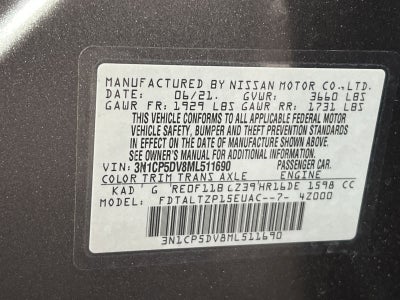 MANUFACTURED BY NISSAN MOTOR CO.,LTD.
DATE: 06/21. GVWR: 3660 LBS
GAWR FR: 1929 LBS GAWR RR: 1731 LBS
THIS VEHICLE CONFORMS TO ALL APPLICABLE FEDERAL MOTOR
VEHICLE SAFETY, BUMPER AND THEFT PREVENTION STANDARDS
IN EFFECT ON THE DATE OF MANUFACTURE SHOWN ABOVE.
SEE OWNER'S MANUAL FOR ADDITIONAL INFORMATION.
VIN: 3N1CP5DV8ML511690 PASSENGER CAR.
COLOR TRIM TRANS AXLE ENGINE
KAD G RE0F11B CZ39 HR16DE 1598 CC
MODEL: FDTALTZP15EUAC--7- 4Z000
3N1CP5DV8ML511690